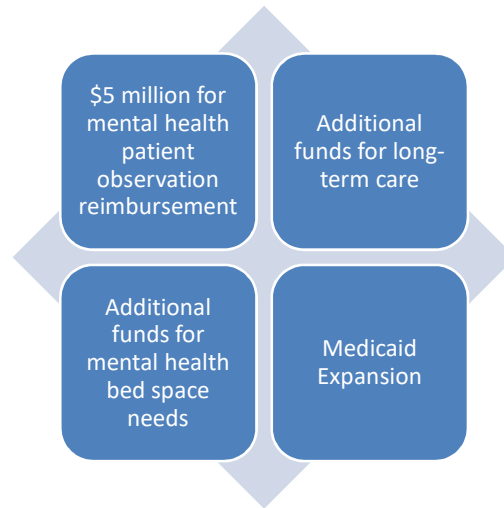 $5 million for
mental health
patient
observation
reimbursement
Additional
funds for long-
term care
Additional
funds for
mental health
bed space
needs
Medicaid
Expansion